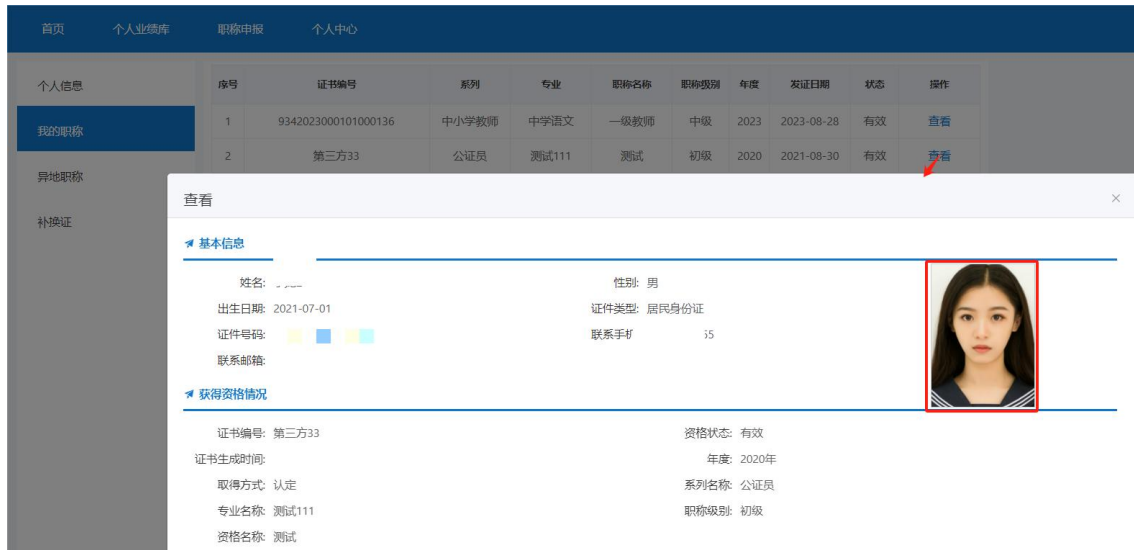 首页 个人业绩库 职称申报 个人中心
个人信息
我的职称
异地职称
补换证
序号 证书编号 系列 专业 职称名称 职称级别 年度 发证日期 状态 操作
1 9342023000101000136 中小学教师 中学语文 一级教师 中级 2023 2023-08-28 有效 查看
2 第三方33 公证员 测试111 测试 初级 2020 2021-08-30 有效 查看
查看
基本信息
姓名: 性别: 男
出生日期: 2021-07-01 证件类型: 居民身份证
证件号码: 联系手机 55
联系邮箱:
获得资格情况
证书编号: 第三方33 资格状态: 有效
证书生成时间: 年度: 2020年
取得方式: 认定 系列名称: 公证员
专业名称: 测试111 职称级别: 初级
资格名称: 测试